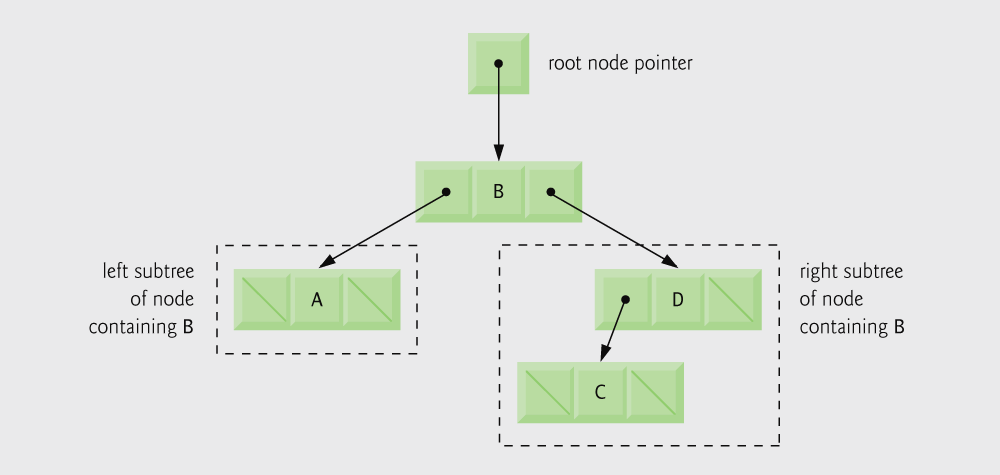 root node pointer
B
left subtree
of node
containing B
A
D
right subtree
of node
containing B
C